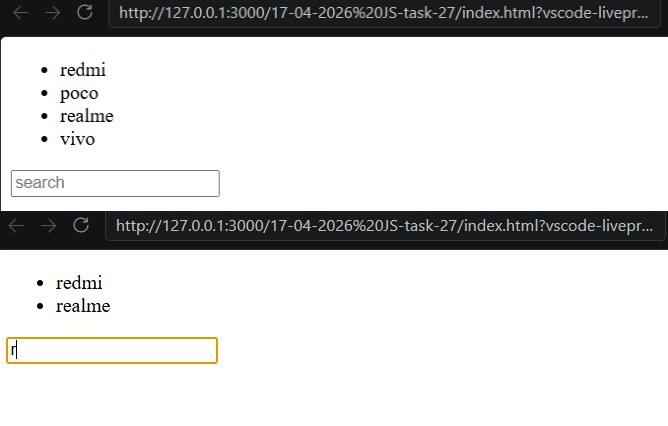 http://127.0.0.1:3000/17-04-2026%20JS-task-27/index.html?vscode-livepr...
• redmi
• poco
• realme
• vivo
search
http://127.0.0.1:3000/17-04-2026%20JS-task-27/index.html?vscode-livepr...
• redmi
• realme
r